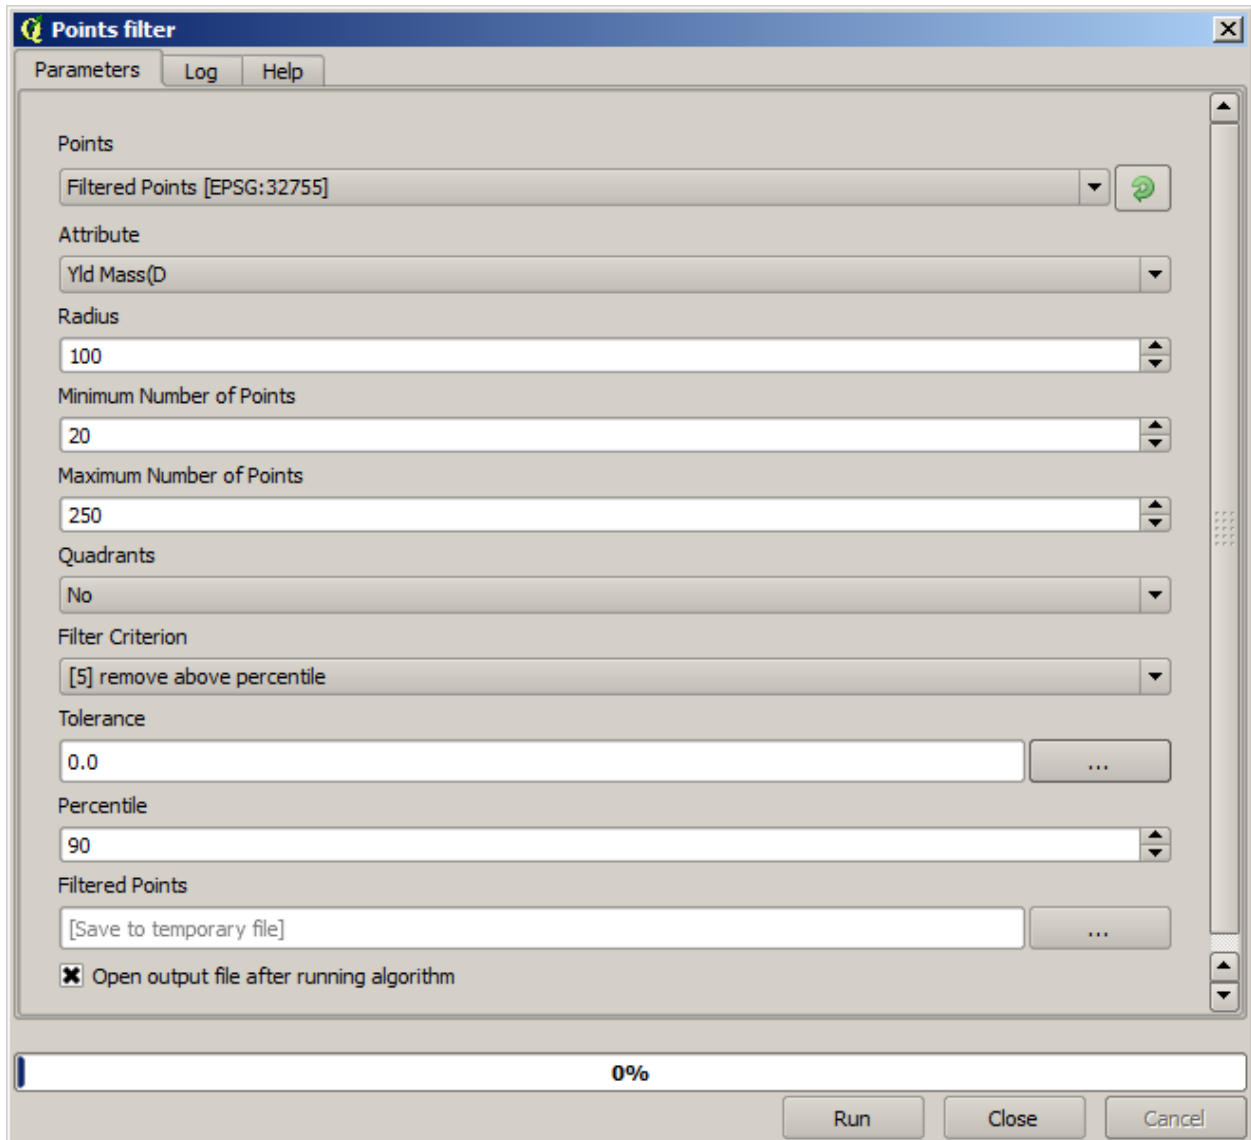 Points filter
Parameters Log Help
Points
Filtered Points [EPSG:32755]
Attribute
Yld Mass(D
Radius
100
Minimum Number of Points
20
Maximum Number of Points
250
Quadrants
No
Filter Criterion
[5] remove above percentile
Tolerance
0.0
...
Percentile
90
Filtered Points
[Save to temporary file]
...
Open output file after running algorithm
0%
Run Close Cancel